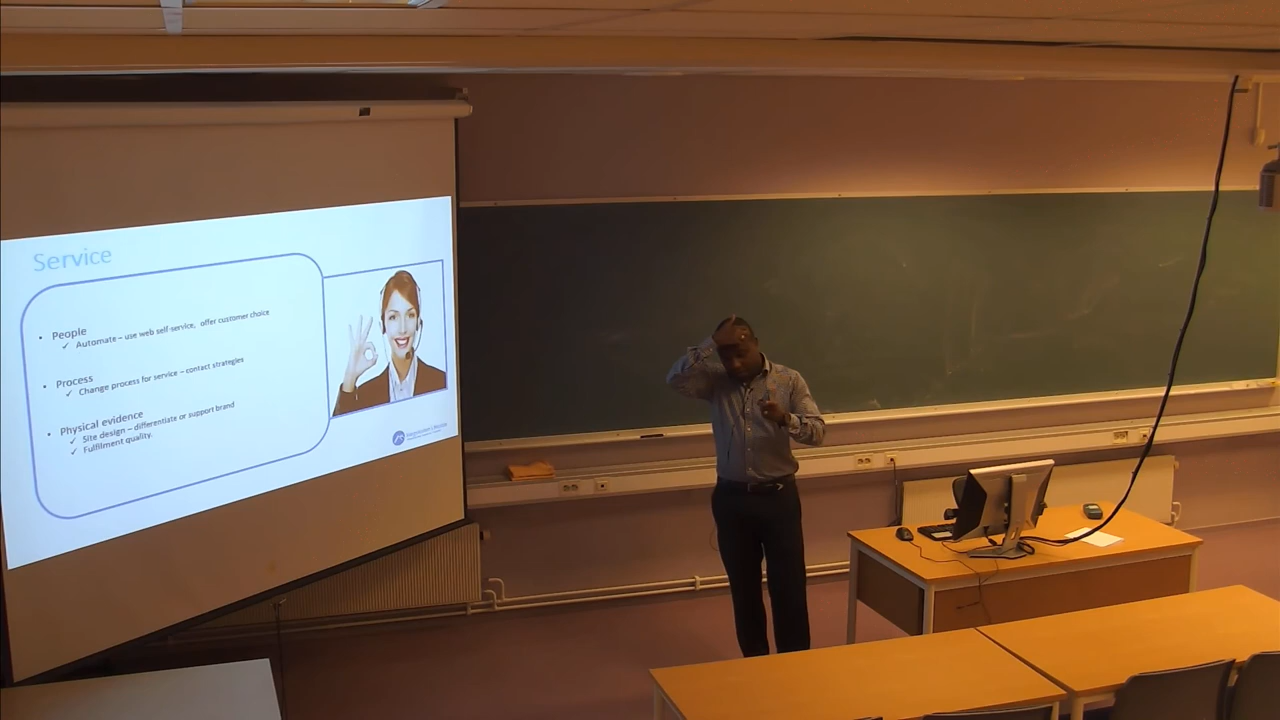 Service
• People
✓ Automate – use web self-service, offer customer choice
• Process
✓ Change process for service – contact strategies
• Physical evidence
✓ Site design – differentiate or support brand
✓ Fulfilment quality.